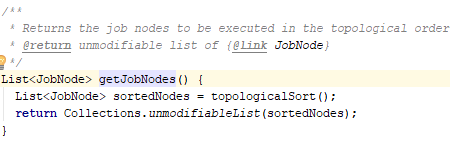 /**
* Returns the job nodes to be executed in the topological order
* @return unmodifiable list of {@link JobNode}
*/
List<JobNode> getJobNodes() {
List<JobNode> sortedNodes = topologicalSort();
return Collections.unmodifiableList(sortedNodes);
}